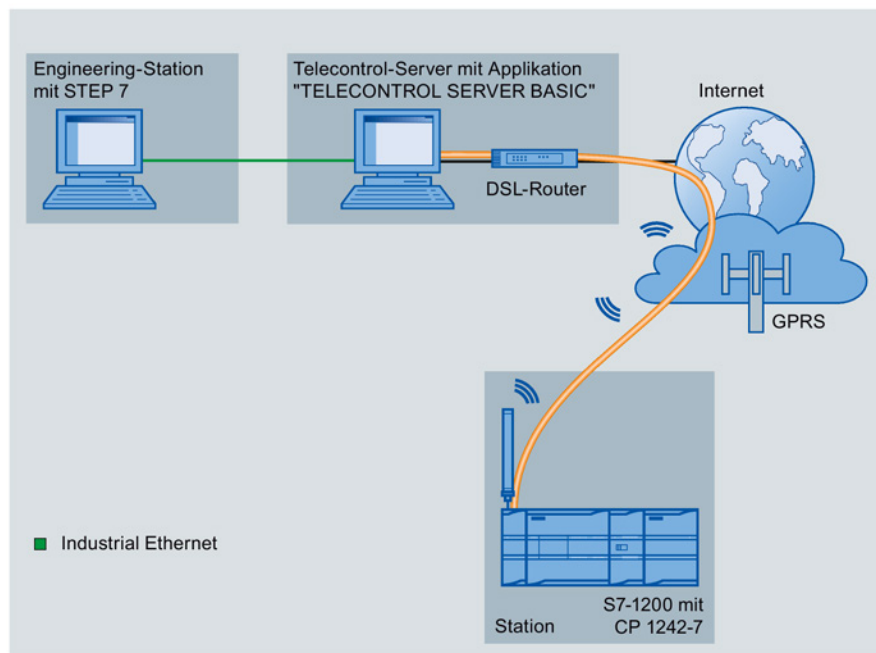 Engineering-Station
mit STEP 7
Telecontrol-Server mit Applikation
"TELECONTROL SERVER BASIC"
Internet
DSL-Router
GPRS
Industrial Ethernet
S7-1200 mit
CP 1242-7
Station